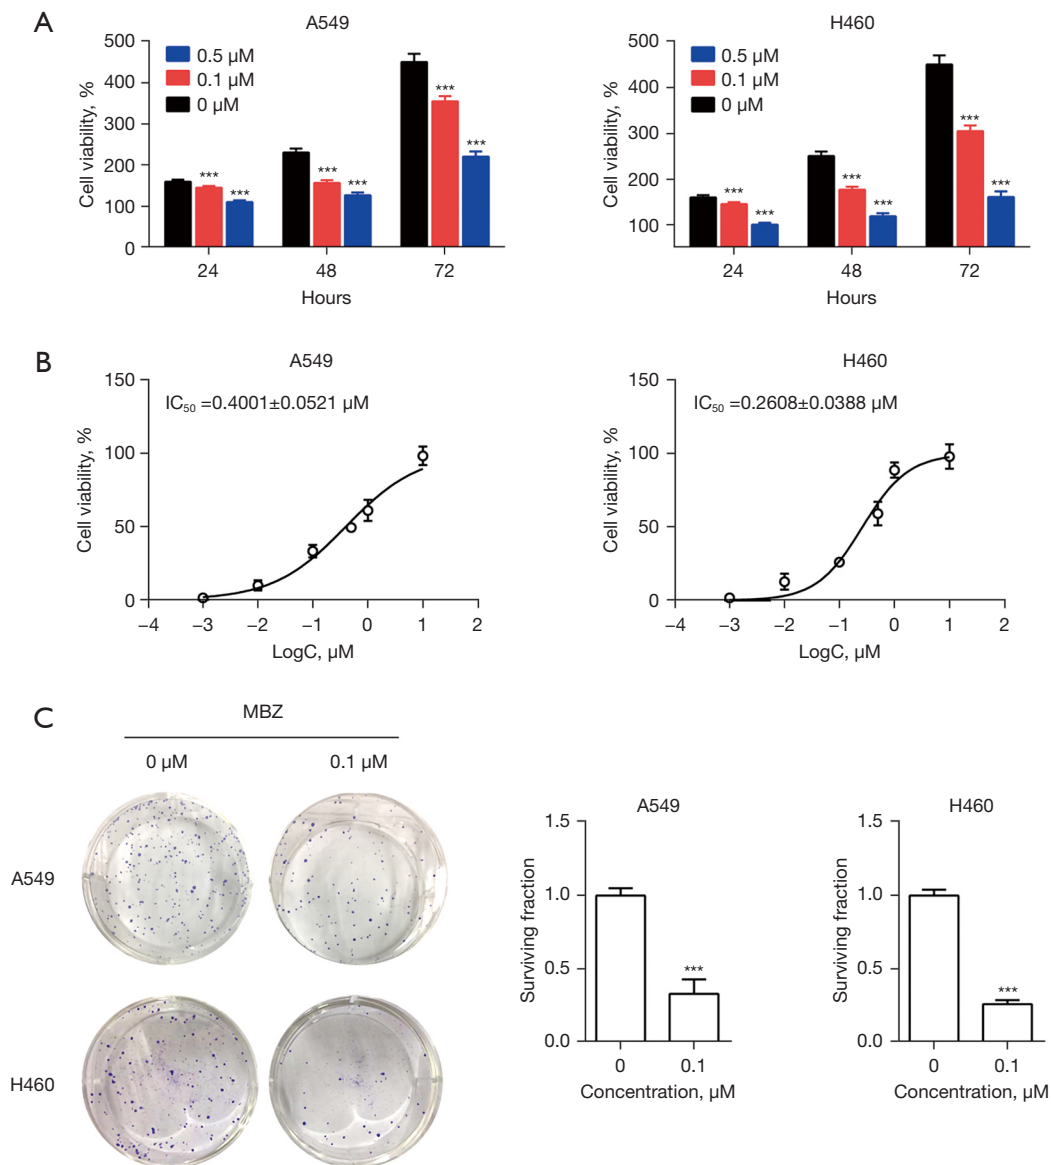 A
A549
500
400
300
200
100
0
Cell viability, %
0.5 μM
0.1 μM
0 μM
***
***
***
***
***
***
24
48
72
Hours
H460
500
400
300
200
100
Cell viability, %
0.5 μM
0.1 μM
0 μM
***
***
***
***
***
***
24
48
72
Hours
B
A549
150
100
50
0
Cell viability, %
IC50 =0.4001±0.0521 μM
−4 −3 −2 −1 0 1 2
LogC, μM
H460
150
100
50
0
Cell viability, %
IC50 =0.2608±0.0388 μM
−4 −3 −2 −1 0 1 2
LogC, μM
C
MBZ
0 μM 0.1 μM
A549
H460
A549
1.5
1.0
0.5
0.0
Surviving fraction
***
0 0.1
Concentration, μM
H460
1.5
1.0
0.5
0.0
Surviving fraction
***
0 0.1
Concentration, μM